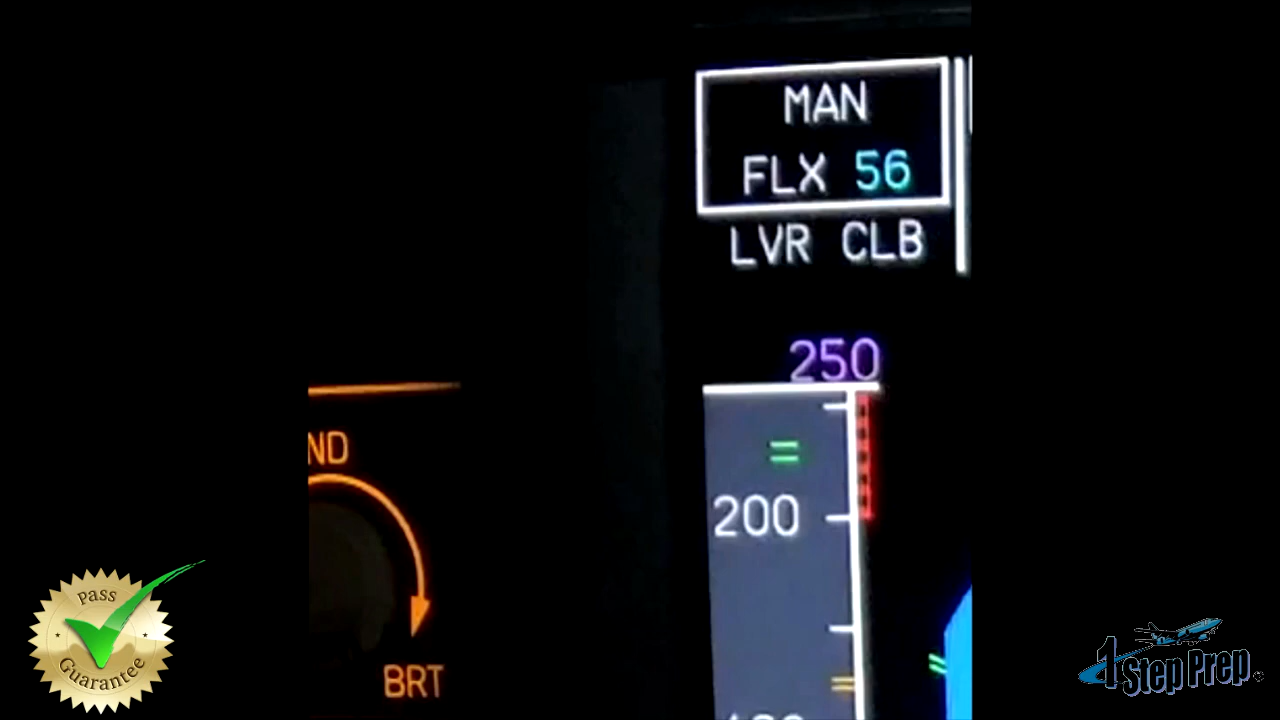 MAN
FLX 56
LVR CLB
250
200
ND
BRT
Pass
Guarantee
1 Step Prep